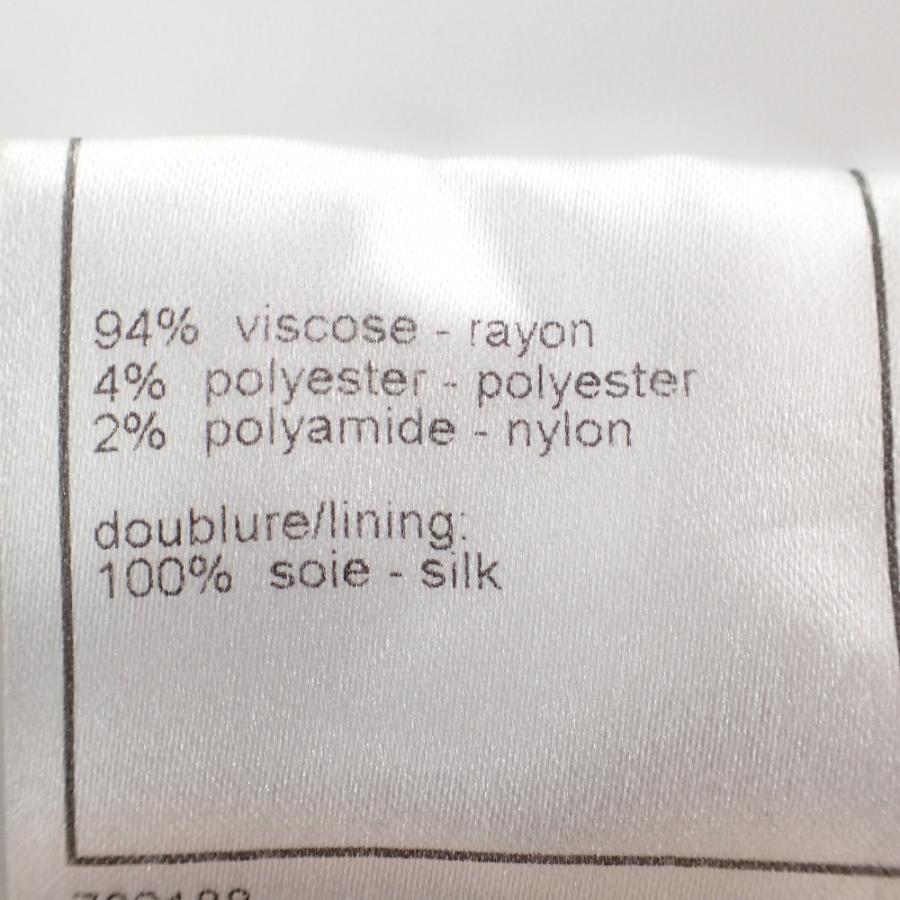 94% viscose - rayon
4% polyester - polyester
2% polyamide - nylon
doublure/lining:
100% soie - silk